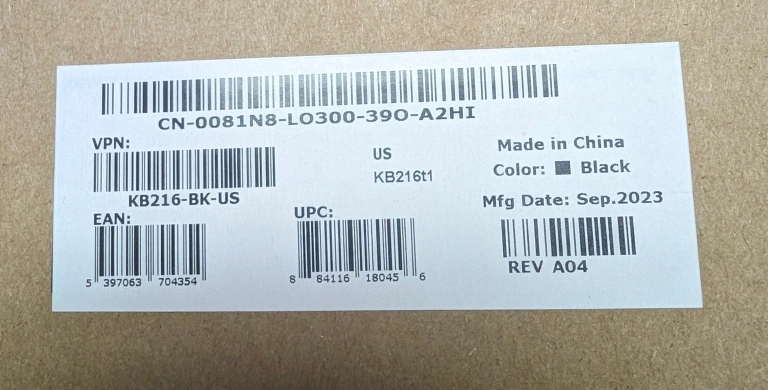 CN-0081N8-LO300-39O-A2HI
VPN:
KB216-BK-US
US
KB216t1
Made in China
Color: Black
Mfg Date: Sep.2023
EAN:
5 397063 704354
UPC:
8 84116 18045 6
REV A04